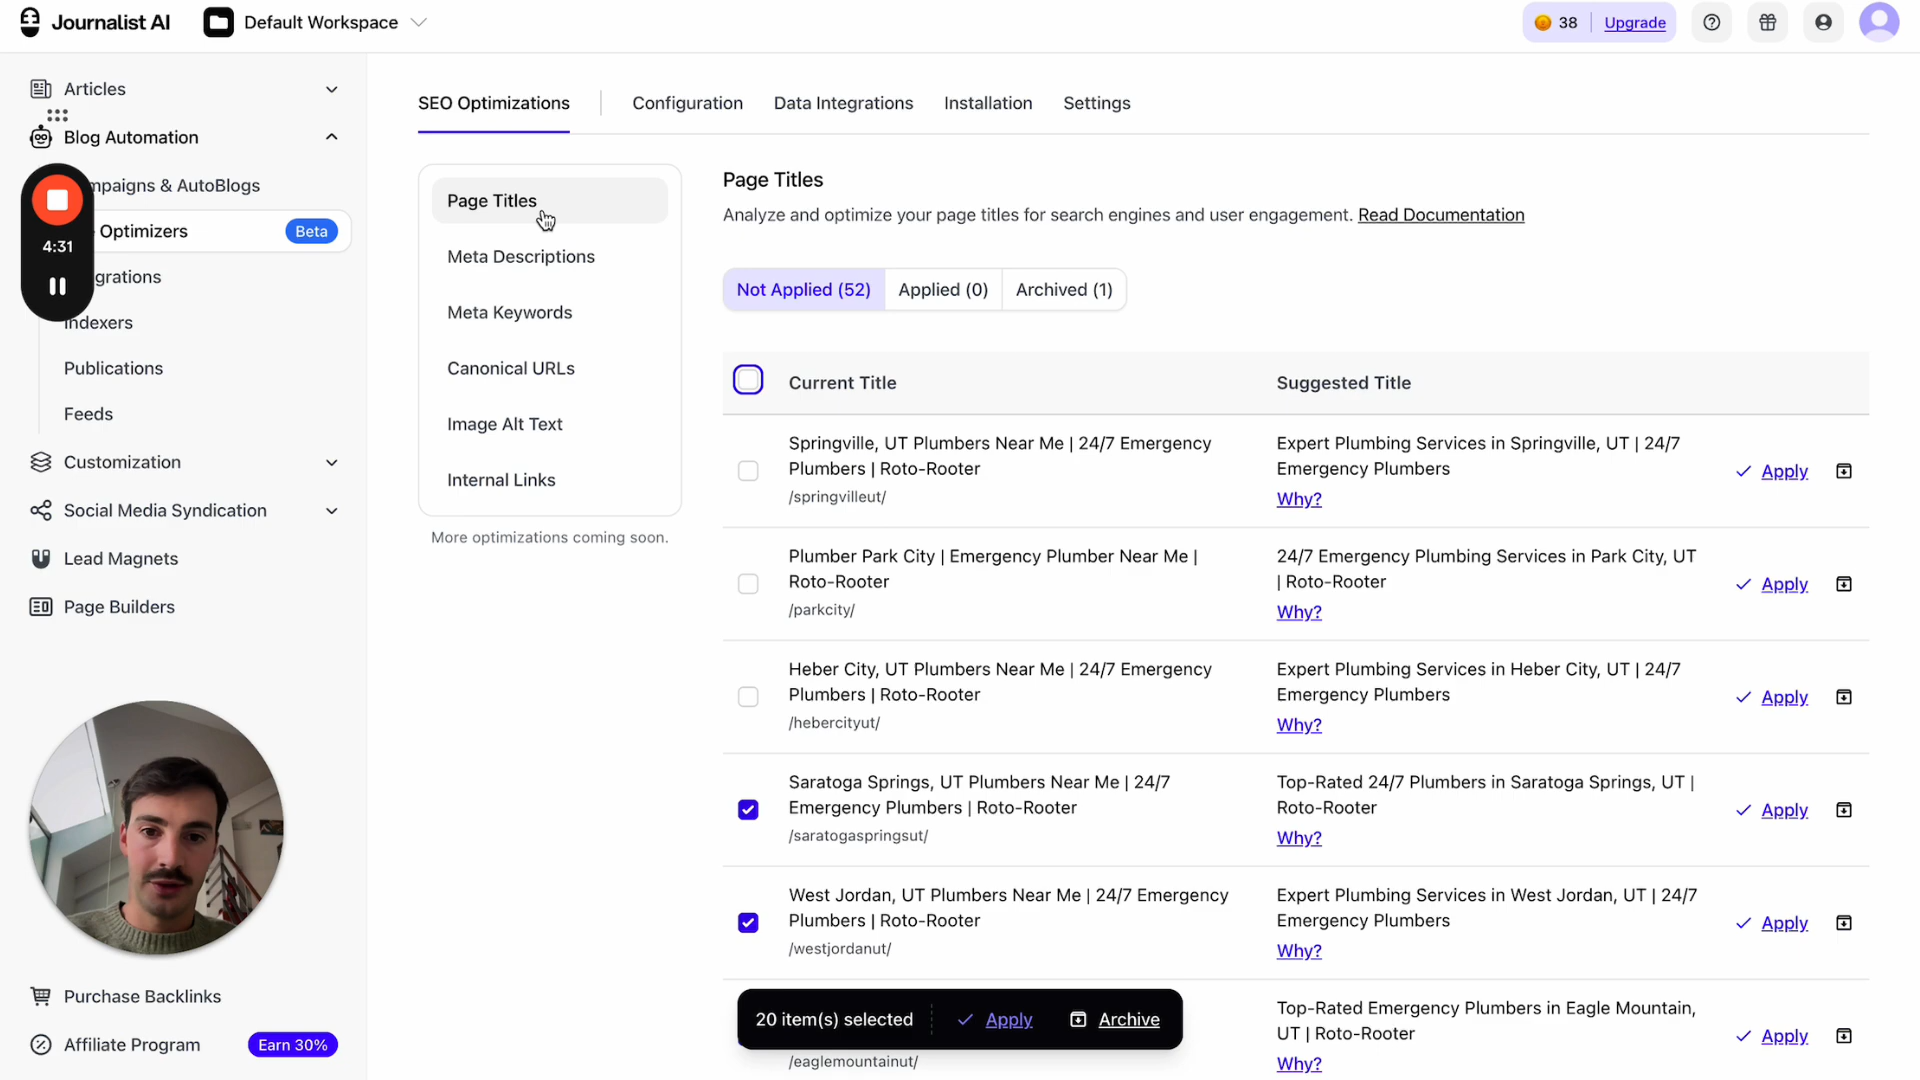 Journalist AI
Default Workspace
38
Upgrade
Articles
Blog Automation
mpaigns & AutoBlogs
Optimizers
Beta
4:31
grations
Indexers
Publications
Feeds
Customization
Social Media Syndication
Lead Magnets
Page Builders
Purchase Backlinks
Affiliate Program
Earn 30%
SEO Optimizations
Configuration
Data Integrations
Installation
Settings
Page Titles
Meta Descriptions
Meta Keywords
Canonical URLs
Image Alt Text
Internal Links
More optimizations coming soon.
Page Titles
Analyze and optimize your page titles for search engines and user engagement. Read Documentation
Not Applied (52)
Applied (0)
Archived (1)
Current Title
Suggested Title
Springville, UT Plumbers Near Me | 24/7 Emergency
Plumbers | Roto-Rooter
/springvilleut/
Expert Plumbing Services in Springville, UT | 24/7
Emergency Plumbers
Why?
Apply
Plumber Park City | Emergency Plumber Near Me |
Roto-Rooter
/parkcity/
24/7 Emergency Plumbing Services in Park City, UT
| Roto-Rooter
Why?
Apply
Heber City, UT Plumbers Near Me | 24/7 Emergency
Plumbers | Roto-Rooter
/hebercityut/
Expert Plumbing Services in Heber City, UT | 24/7
Emergency Plumbers
Why?
Apply
Saratoga Springs, UT Plumbers Near Me | 24/7
Emergency Plumbers | Roto-Rooter
/saratogaspringsut/
Top-Rated 24/7 Plumbers in Saratoga Springs, UT |
Roto-Rooter
Why?
Apply
West Jordan, UT Plumbers Near Me | 24/7 Emergency
Plumbers | Roto-Rooter
/westjordanut/
Expert Plumbing Services in West Jordan, UT | 24/7
Emergency Plumbers
Why?
Apply
20 item(s) selected
Apply
Archive
/eaglemountainut/
Top-Rated Emergency Plumbers in Eagle Mountain,
UT | Roto-Rooter
Why?
Apply